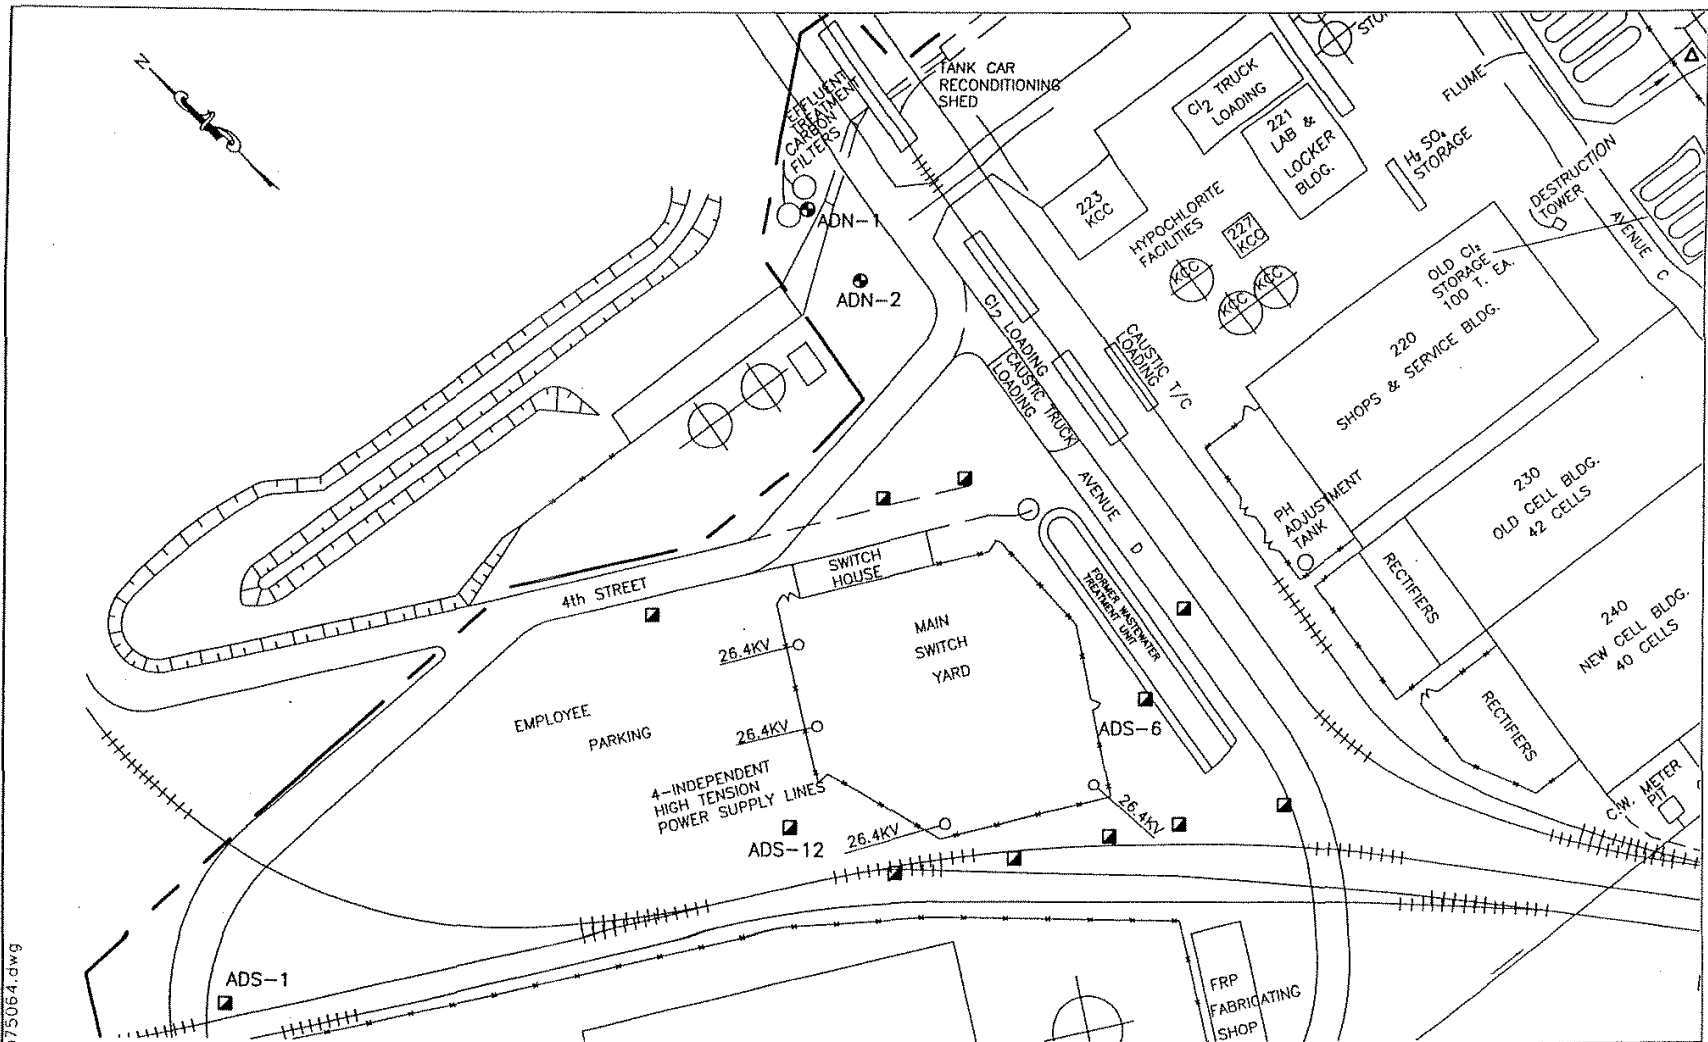 N
EFFLUENT
TREATMENT
CARBON
FILTERS
TANK CAR
RECONDITIONING
SHED
Cl₂ TRUCK
LOADING
221
LAB &
LOCKER
BLDG.
FLUME
H₂ SO₄
STORAGE
DESTRUCTION
TOWER
AVENUE C
223
KCC
HYPOCHLORITE
FACILITIES
227
KCC
KCC
KCC
KCC
OLD Cl₂
STORAGE
100 T. EA.
220
SHOPS & SERVICE BLDG.
ADN-1
ADN-2
Cl₂ LOADING
CAUSTIC TRUCK
LOADING
CAUSTIC T/C
LOADING
AVENUE D
PH
ADJUSTMENT
TANK
230
OLD CELL BLDG.
42 CELLS
RECTIFIERS
240
NEW CELL BLDG.
40 CELLS
RECTIFIERS
C.W. METER
PIT
4th STREET
SWITCH
HOUSE
FORMER WASTEWATER
TREATMENT UNIT
MAIN
SWITCH
YARD
26.4KV
26.4KV
26.4KV
26.4KV
EMPLOYEE
PARKING
4-INDEPENDENT
HIGH TENSION
POWER SUPPLY LINES
ADS-6
ADS-12
ADS-1
FRP
FABRICATING
SHOP
75064.dwg